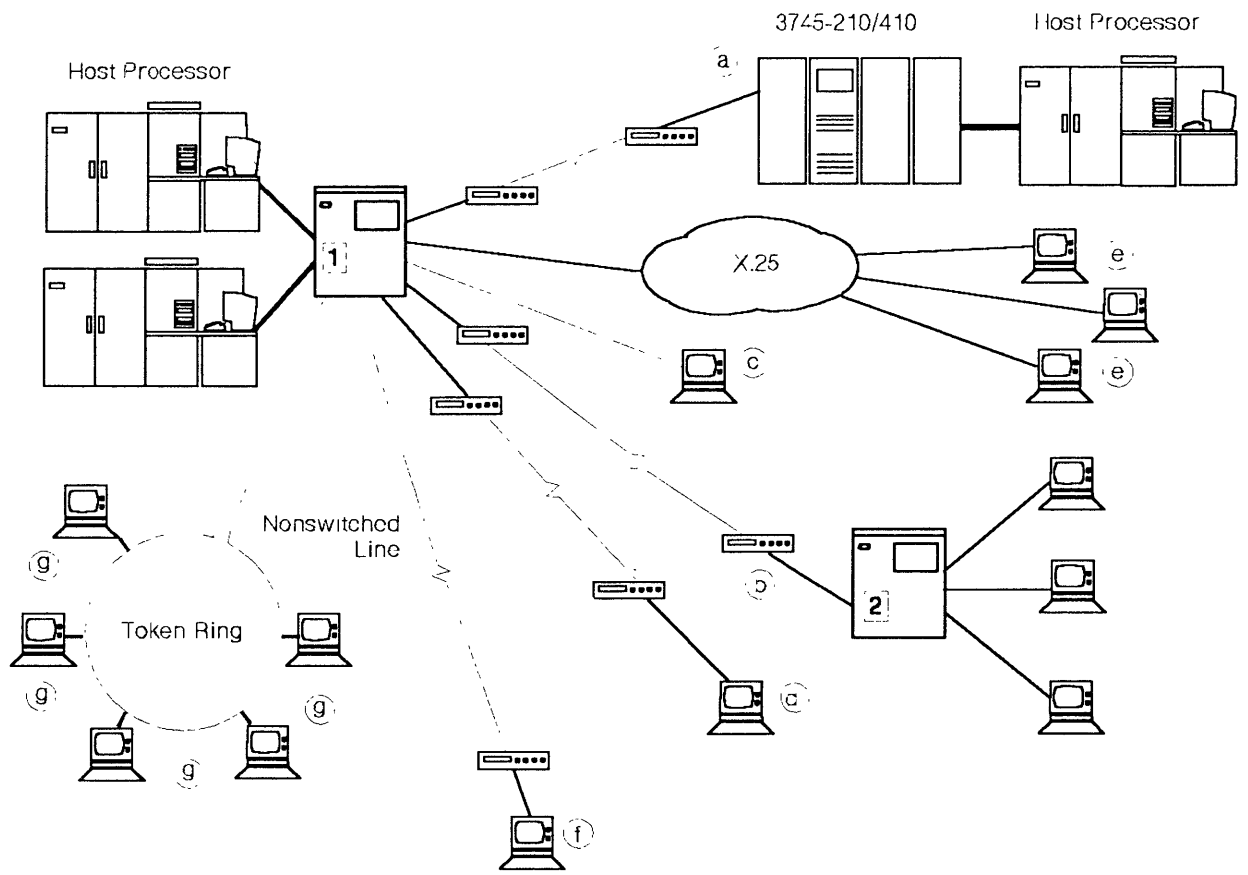 3745-210/410
Host Processor
Host Processor
a
1
X.25
e
c
e
Nonswitched
Line
g
b
2
Token Ring
g
g
d
g
f